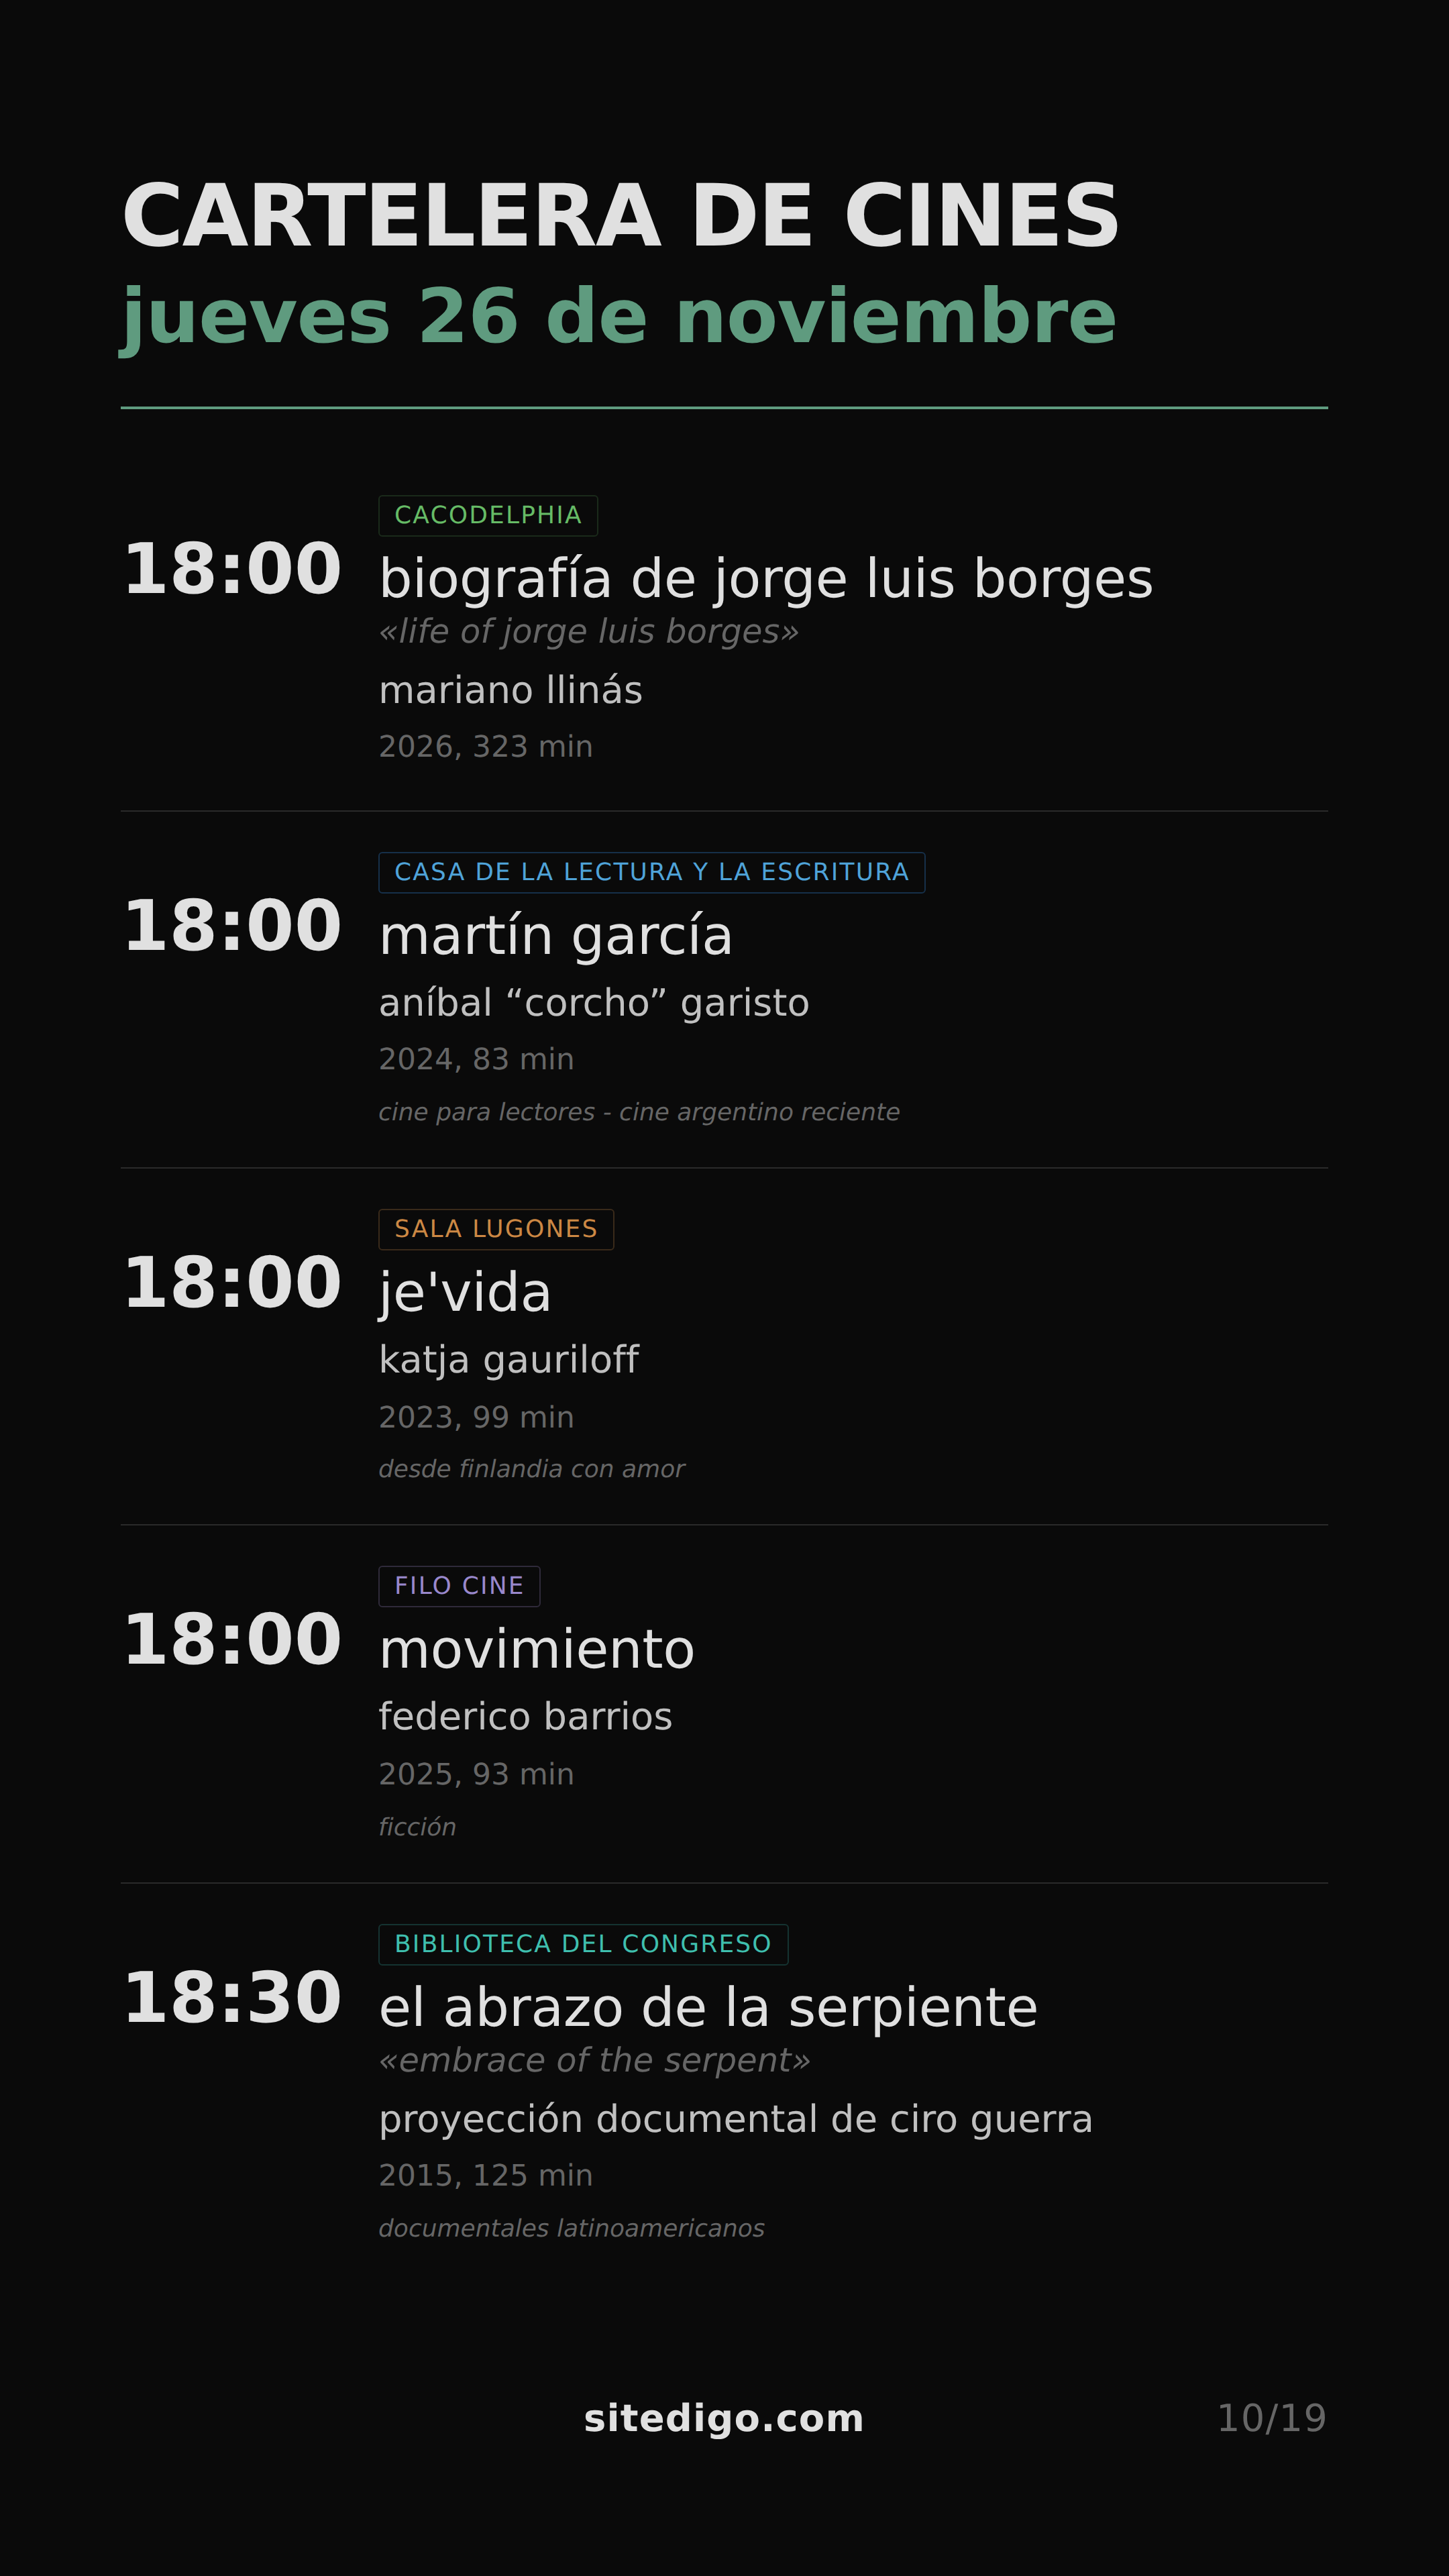 CARTELERA DE CINES
jueves 26 de noviembre
CACODELPHIA
18:00
biografía de jorge luis borges
«life of jorge luis borges»
mariano llinás
2026, 323 min
CASA DE LA LECTURA Y LA ESCRITURA
18:00
martín garcía
aníbal “corcho” garisto
2024, 83 min
cine para lectores - cine argentino reciente
SALA LUGONES
18:00
je'vida
katja gauriloff
2023, 99 min
desde finlandia con amor
FILO CINE
18:00
movimiento
federico barrios
2025, 93 min
ficción
BIBLIOTECA DEL CONGRESO
18:30
el abrazo de la serpiente
«embrace of the serpent»
proyección documental de ciro guerra
2015, 125 min
documentales latinoamericanos
sitedigo.com
10/19